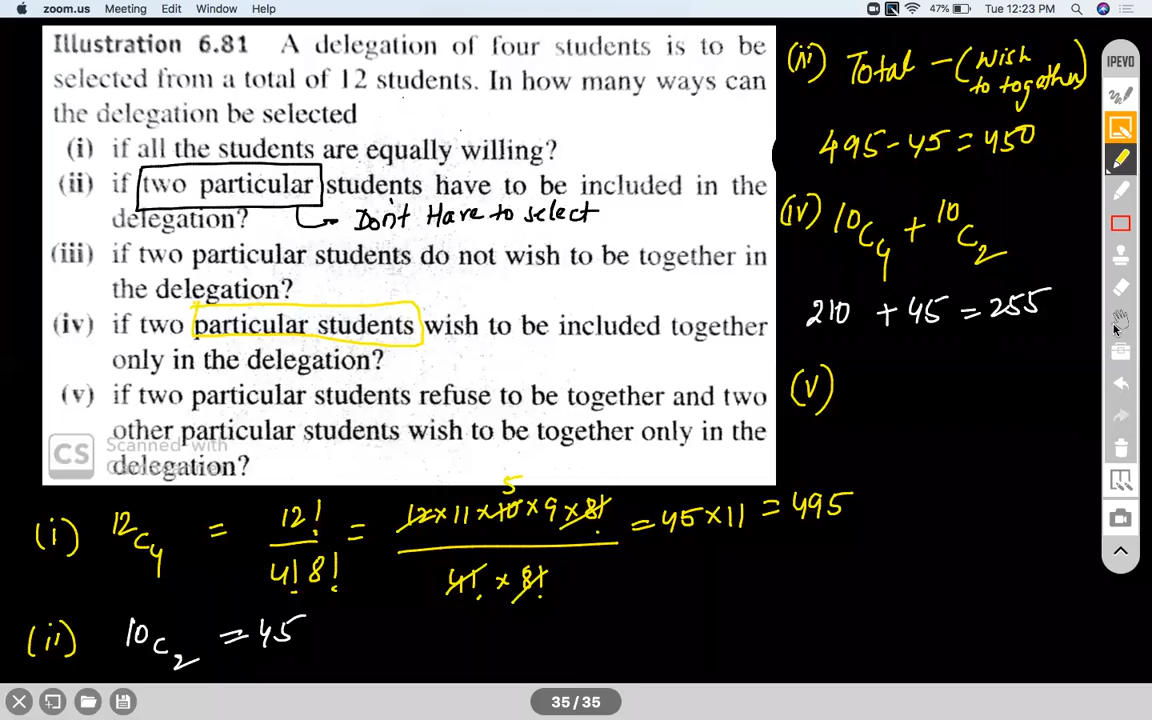 zoom.us Meeting Edit Window Help 47% Tue 12:23 PM
Illustration 6.81 A delegation of four students is to be
selected from a total of 12 students. In how many ways can
the delegation be selected
(i) if all the students are equally willing?
(ii) if two particular students have to be included in the
delegation? Don't Have to select
(iii) if two particular students do not wish to be together in
the delegation?
(iv) if two particular students wish to be included together
only in the delegation?
(v) if two particular students refuse to be together and two
other particular students wish to be together only in the
delegation?
CS Scanned with
(iii) Total - (wish
to together)
495 - 45 = 450
(iv) 10C4 + 10C2
210 + 45 = 255
(v)
IPEVO
(i) 12C4 = 12!/4!8! = 12×11×10×9×8!/4!×8! = 45×11 = 495
5
(ii) 10C2 = 45
35/35